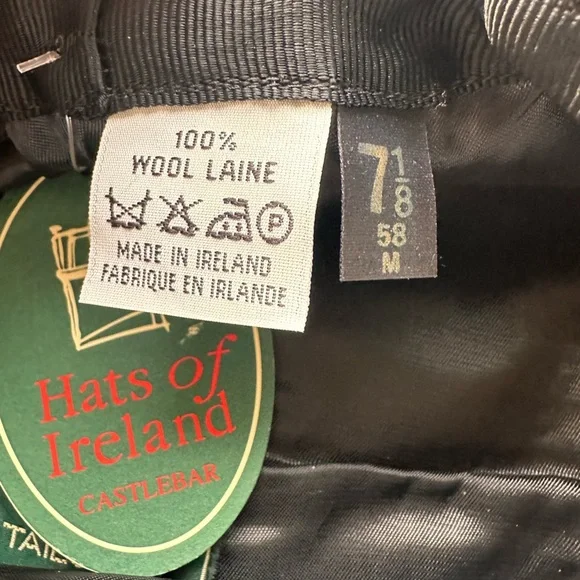 100%
WOOL LAINE
P
MADE IN IRELAND
FABRIQUE EN IRLANDE
7 1/8
58
M
Hats of
Ireland
CASTLEBAR